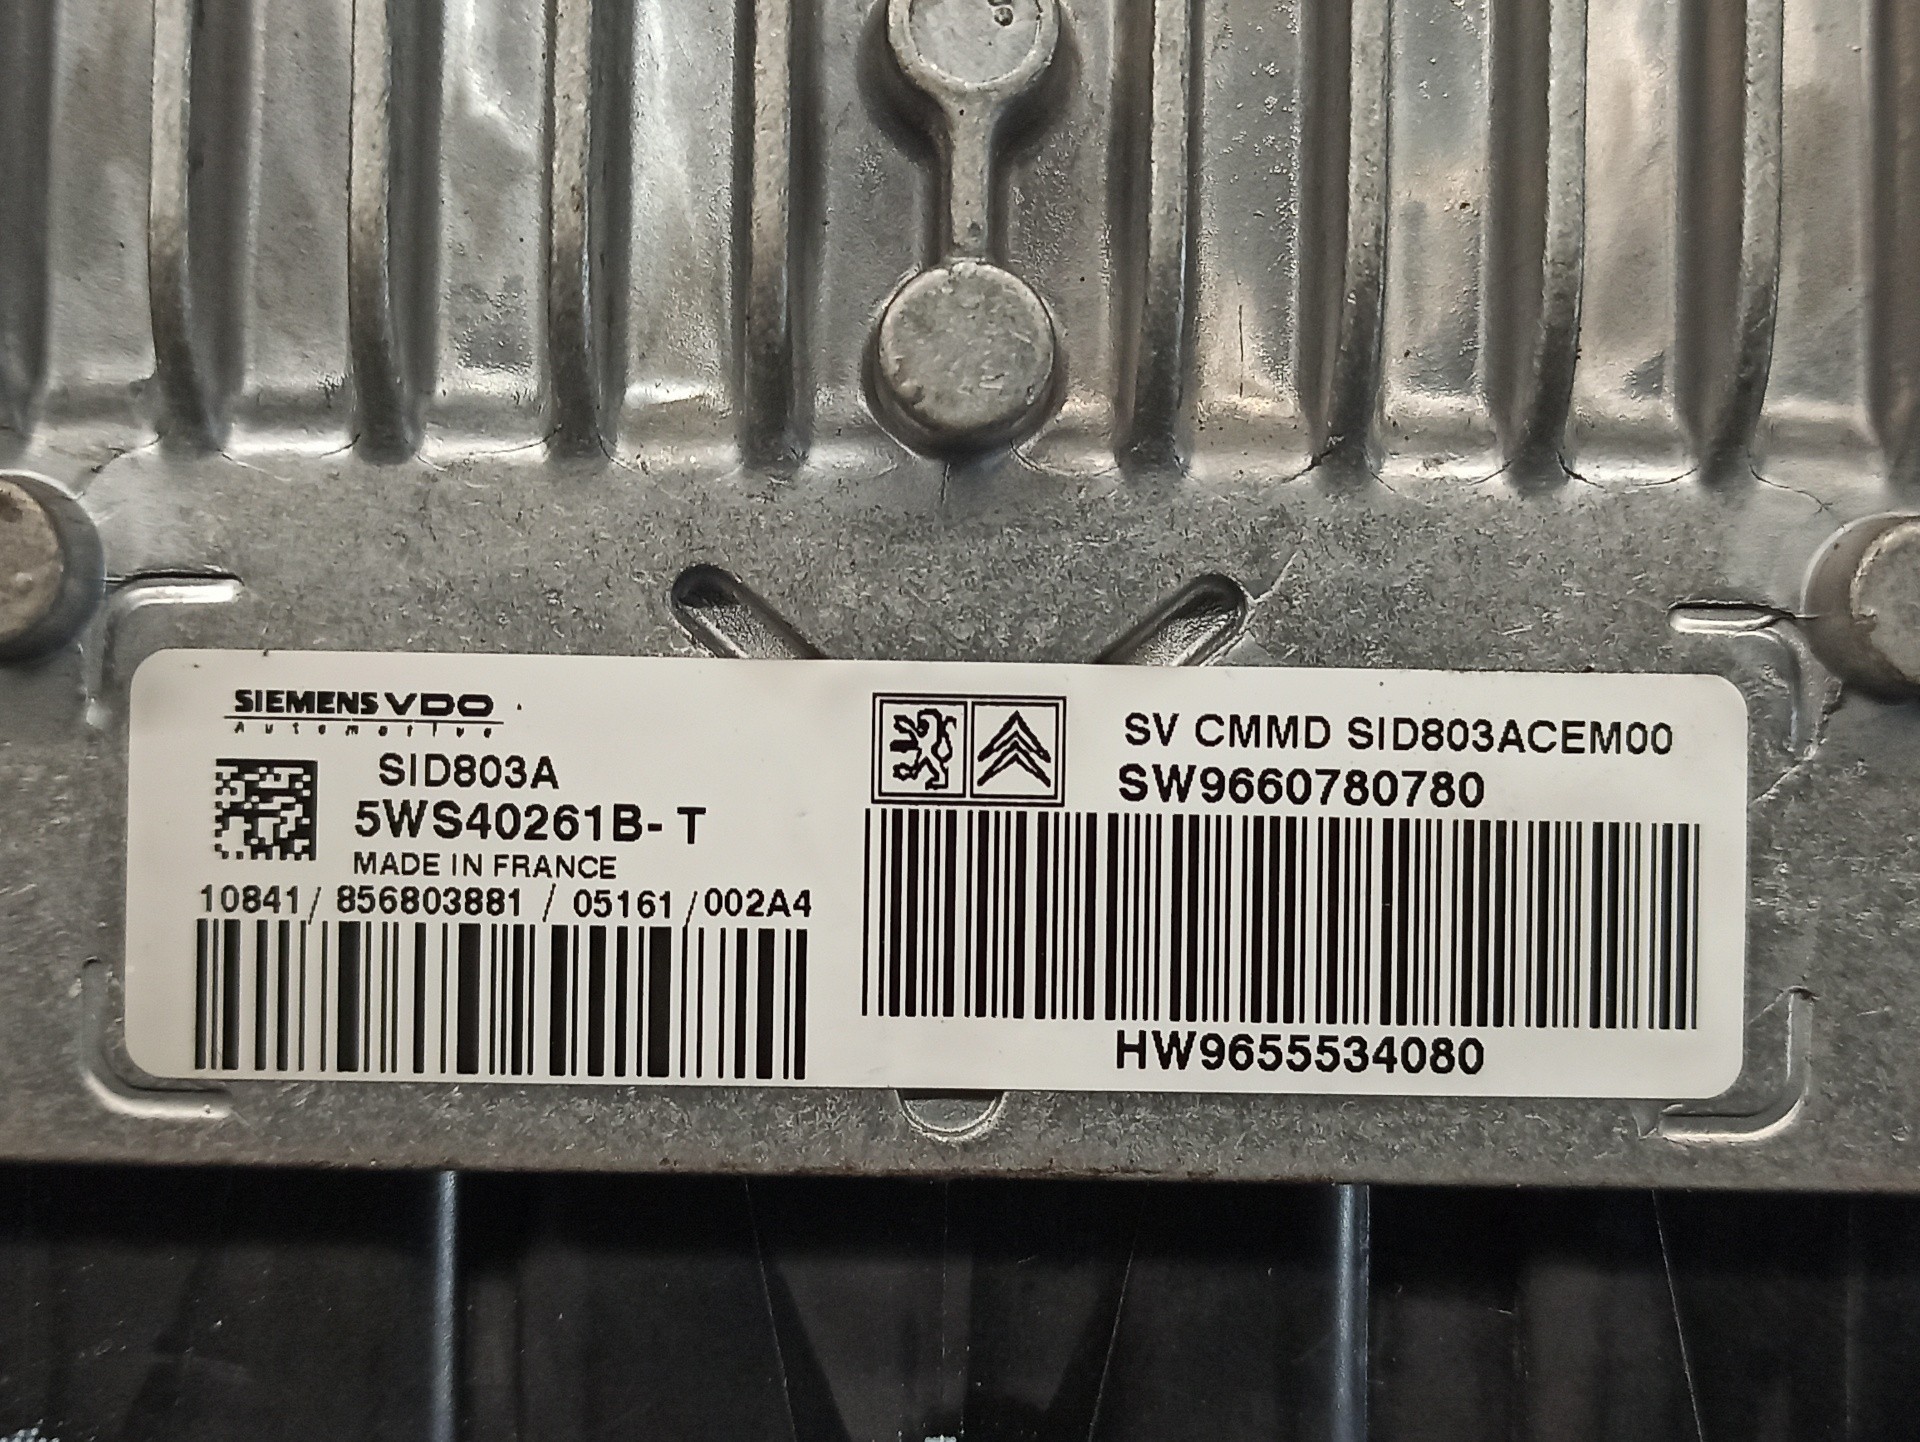 SIEMENS VDO
Automotive
SID803A
5WS40261B-T
MADE IN FRANCE
10841/856803881/05161/002A4
SV CMMD SID803ACEM00
SW9660780780
HW9655534080